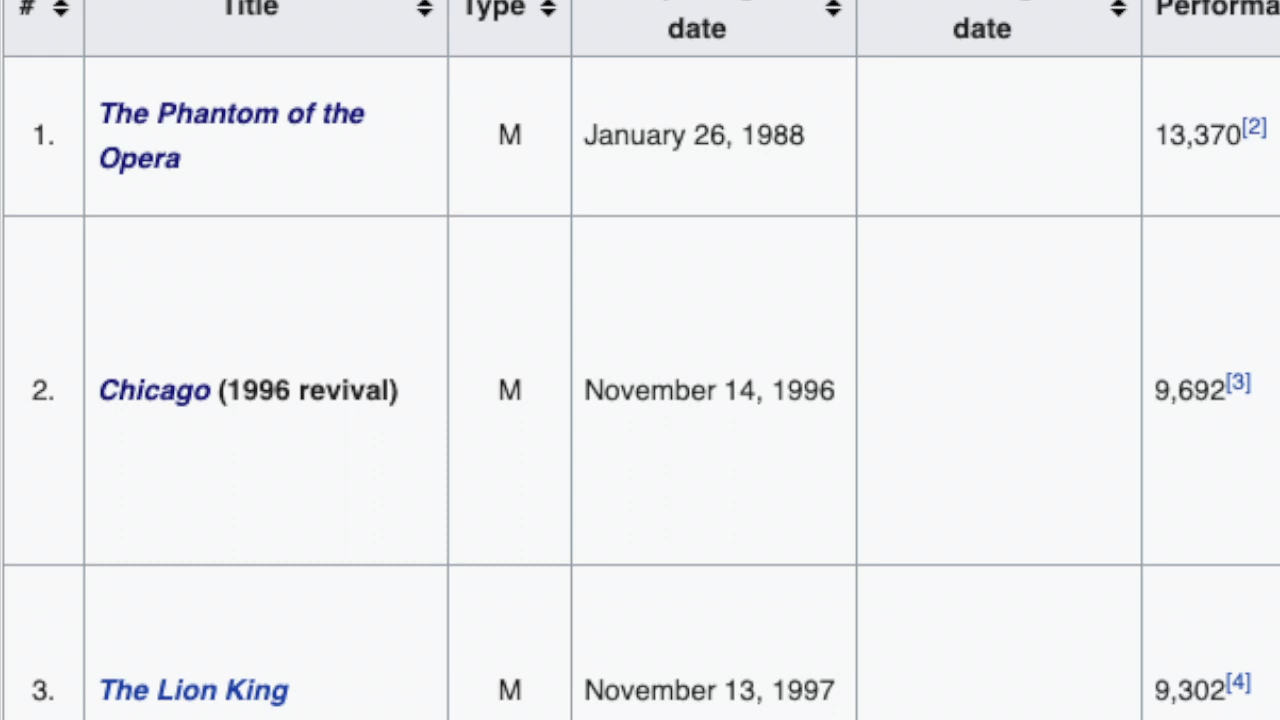 # Title Type date date Performa
1. The Phantom of the Opera M January 26, 1988 13,370[2]
2. Chicago (1996 revival) M November 14, 1996 9,692[3]
3. The Lion King M November 13, 1997 9,302[4]